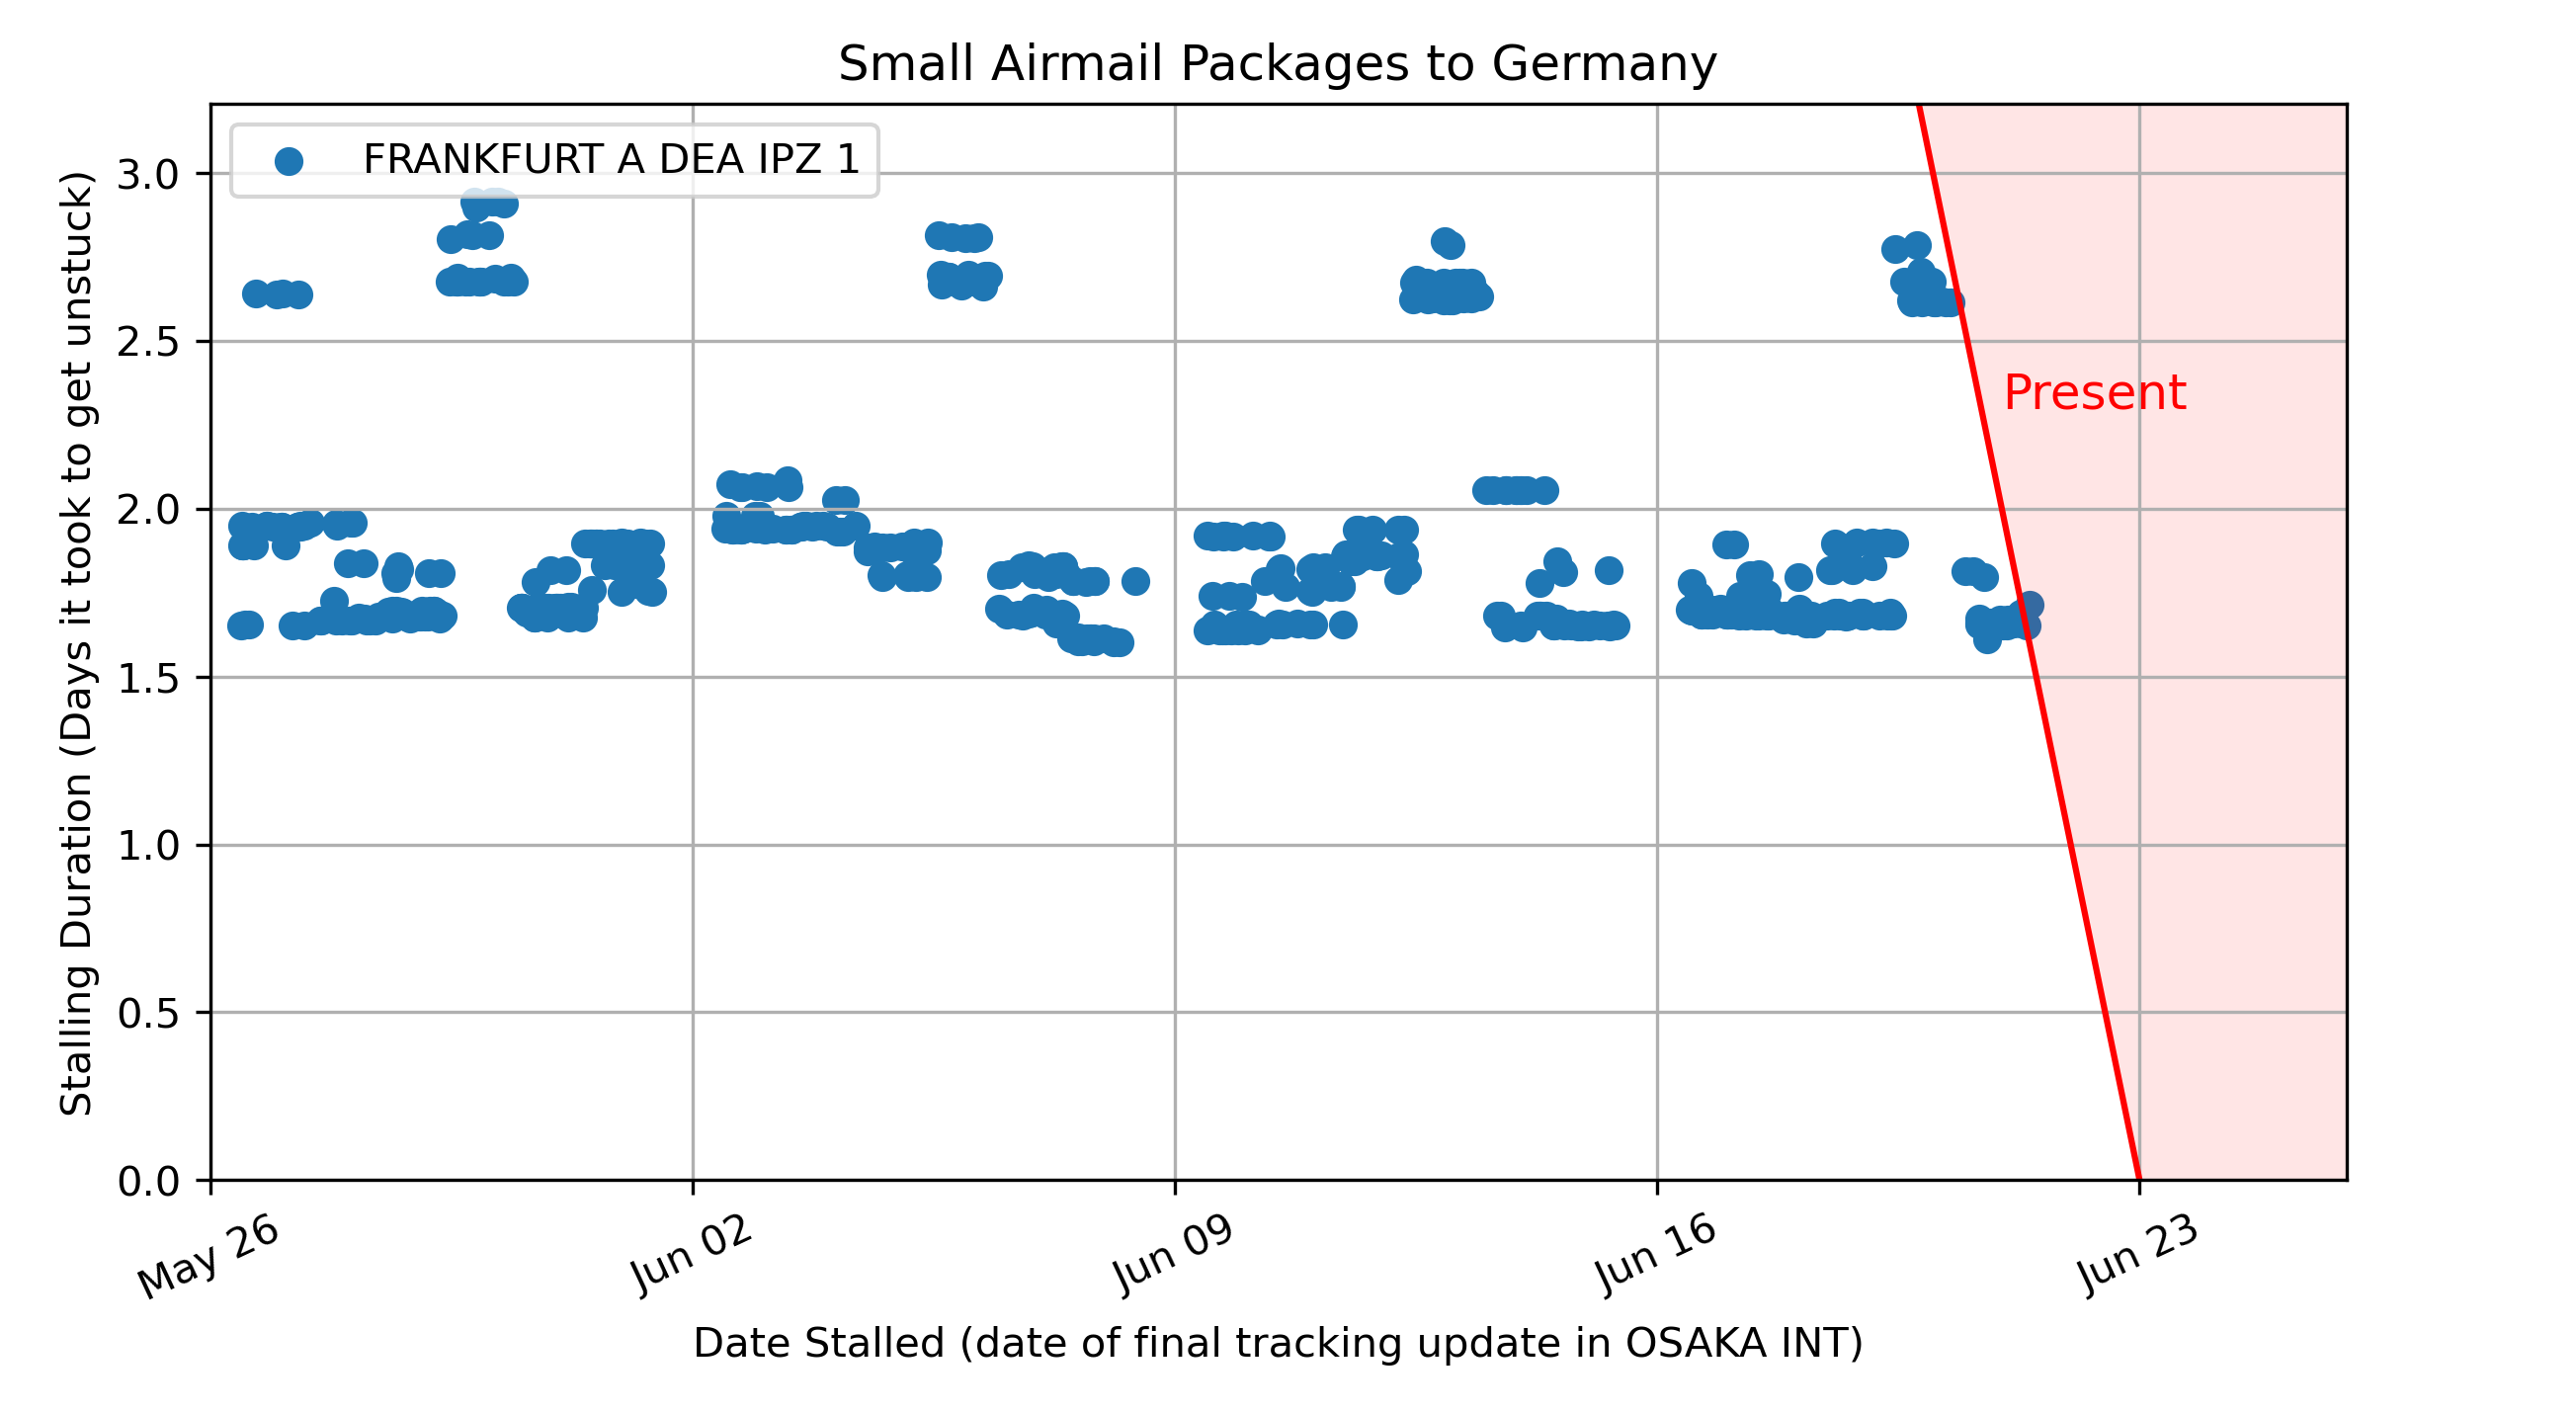 Small Airmail Packages to Germany
FRANKFURT A DEA IPZ 1
Stalling Duration (Days it took to get unstuck)
3.0
2.5
2.0
1.5
1.0
0.5
0.0
Present
May 26
Jun 02
Jun 09
Jun 16
Jun 23
Date Stalled (date of final tracking update in OSAKA INT)